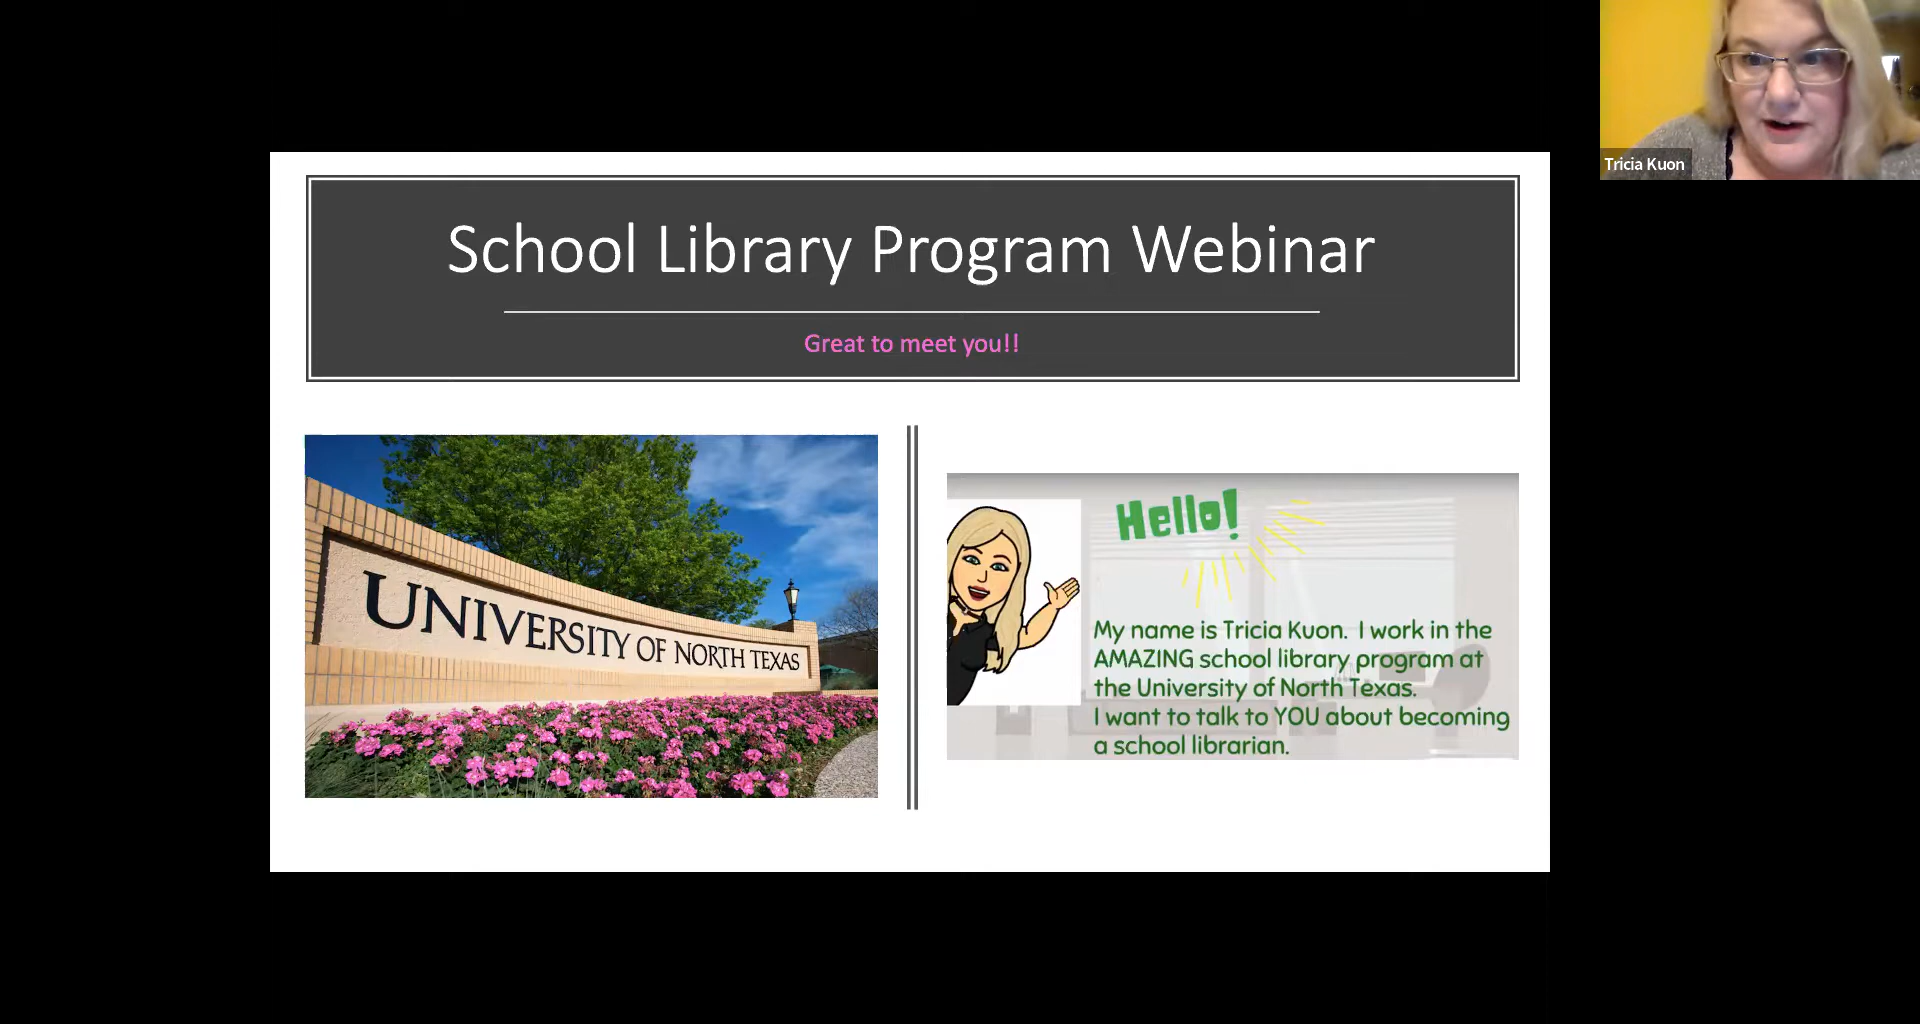 Tricia Kuon
School Library Program Webinar
Great to meet you!!
UNIVERSITY OF NORTH TEXAS
Hello!
My name is Tricia Kuon. I work in the
AMAZING school library program at
the University of North Texas.
I want to talk to YOU about becoming
a school librarian.